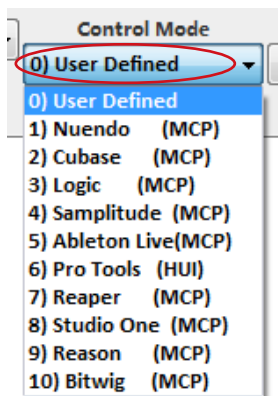 Control Mode
0) User Defined
0) User Defined
1) Nuendo (MCP)
2) Cubase (MCP)
3) Logic (MCP)
4) Samplitude (MCP)
5) Ableton Live(MCP)
6) Pro Tools (HUI)
7) Reaper (MCP)
8) Studio One (MCP)
9) Reason (MCP)
10) Bitwig (MCP)